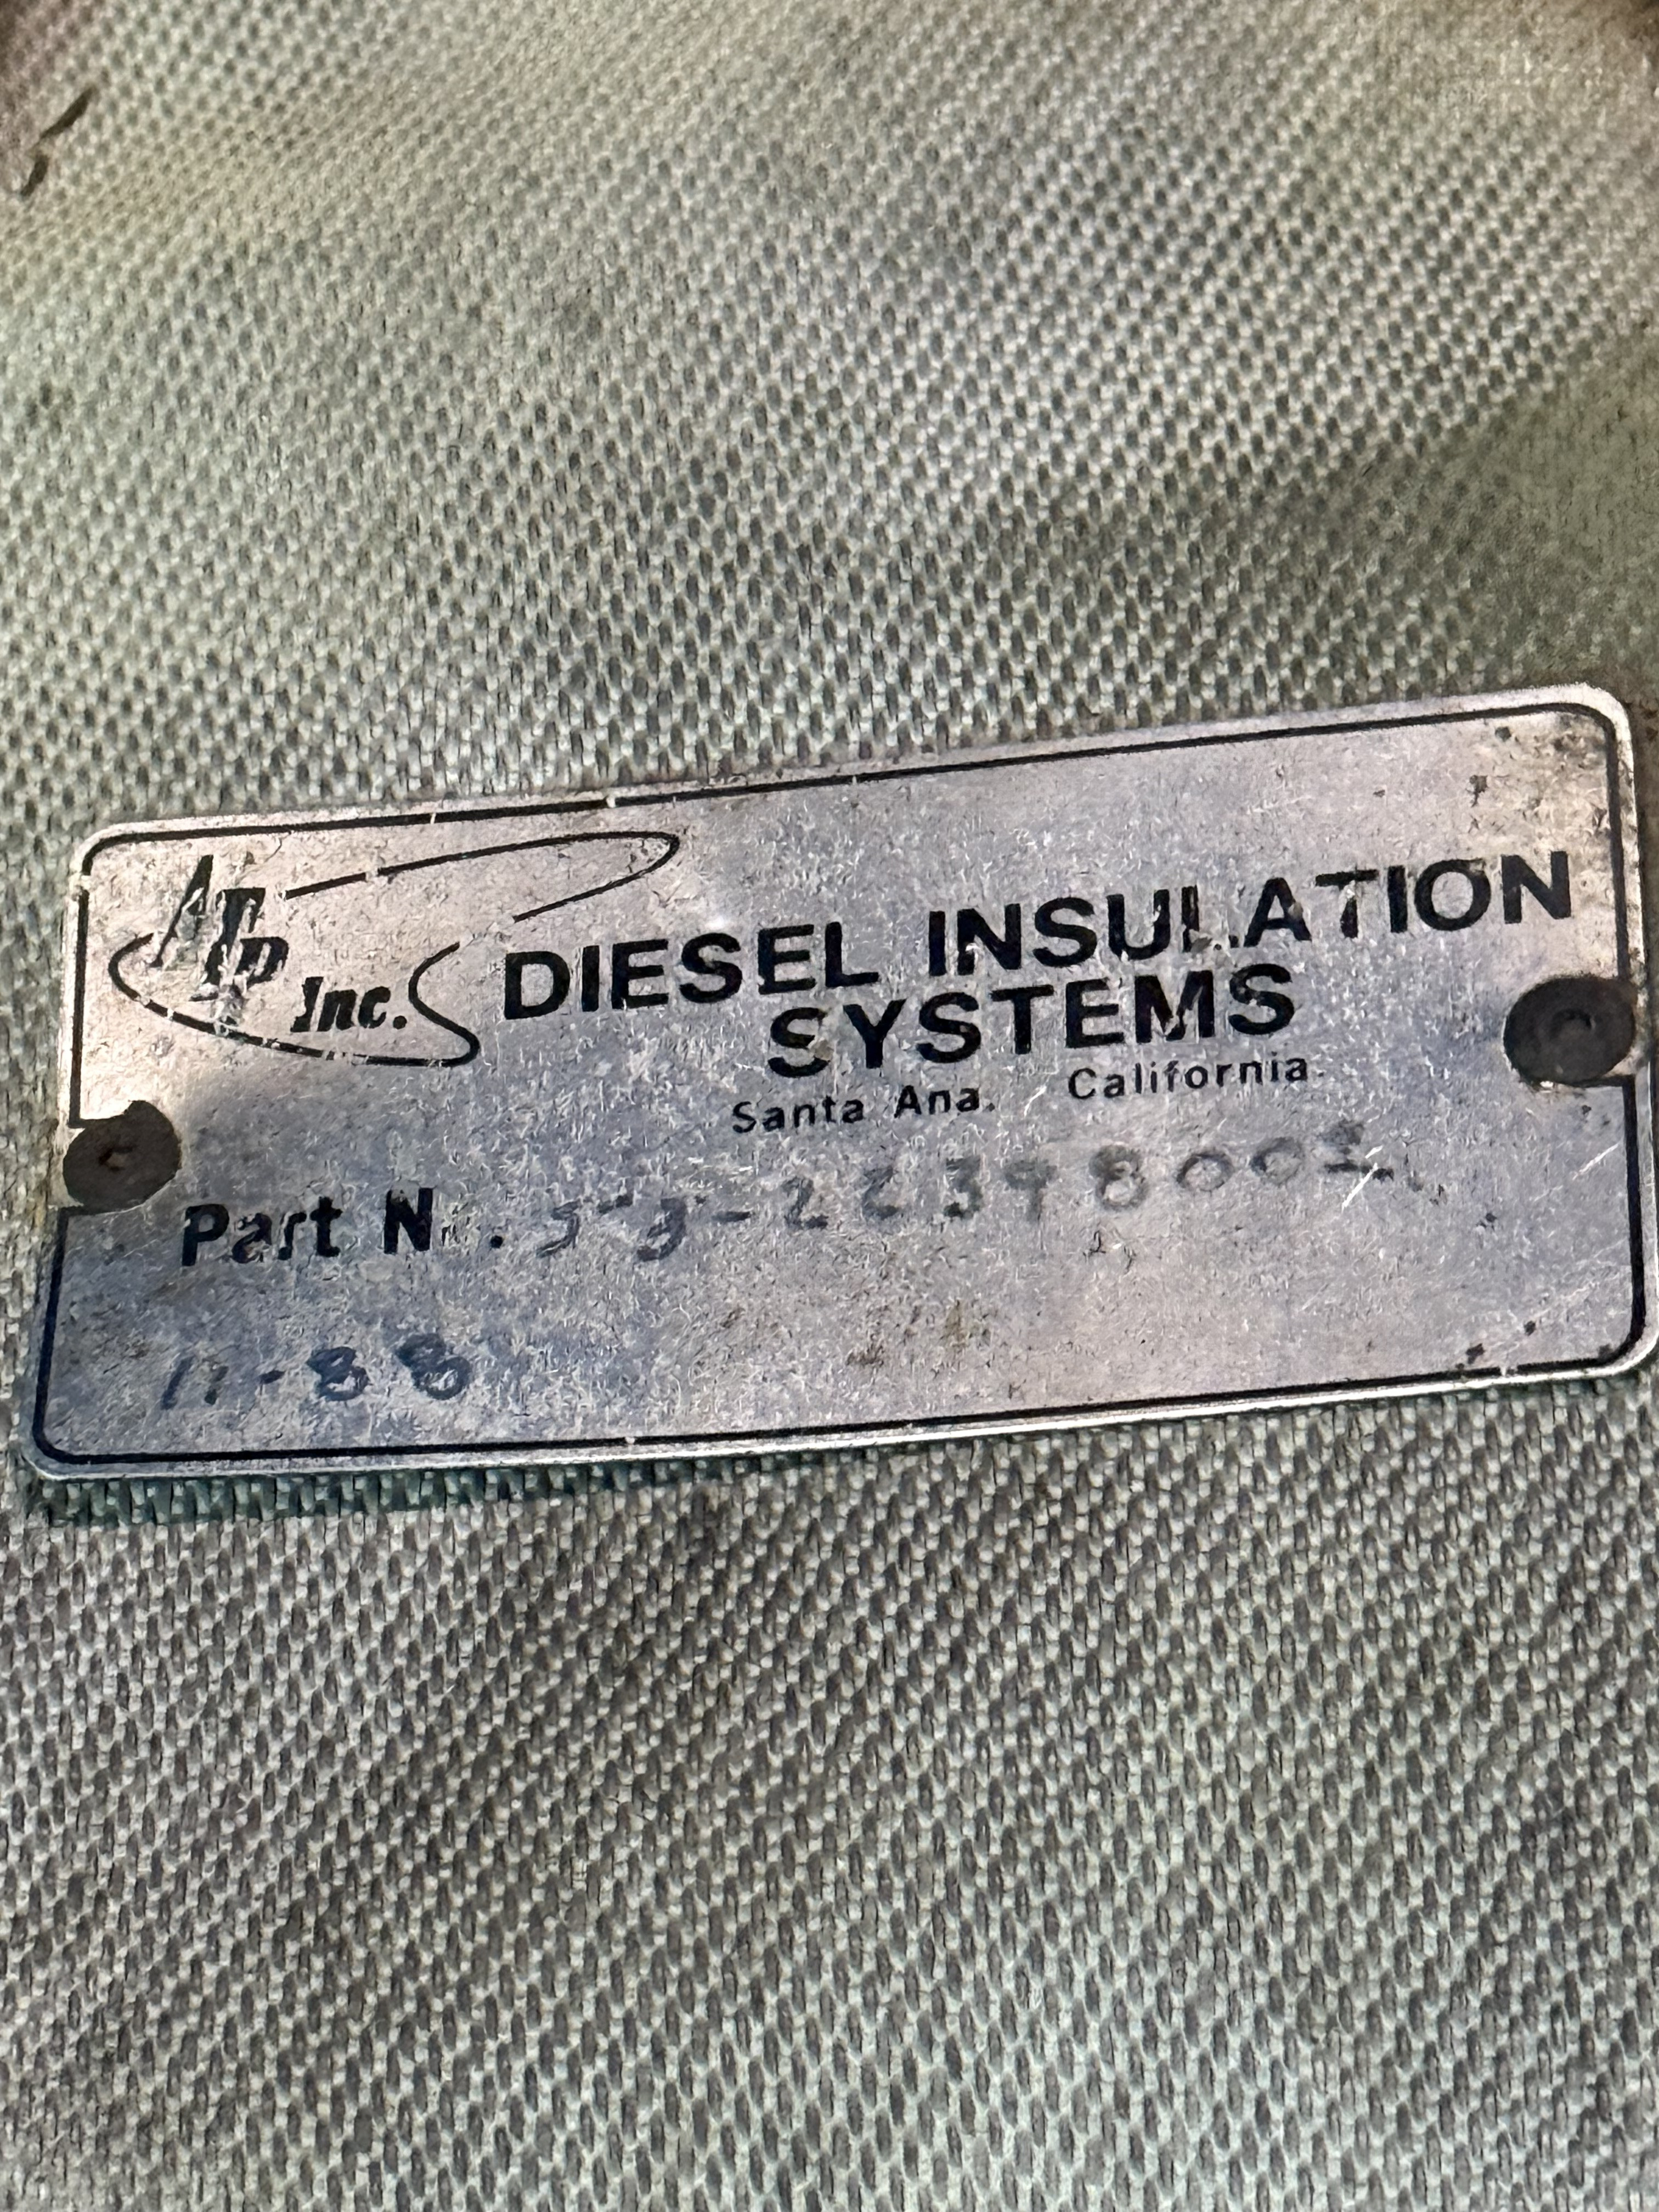 ATP Inc.
DIESEL INSULATION
SYSTEMS
Santa Ana. California
Part N .
11-88